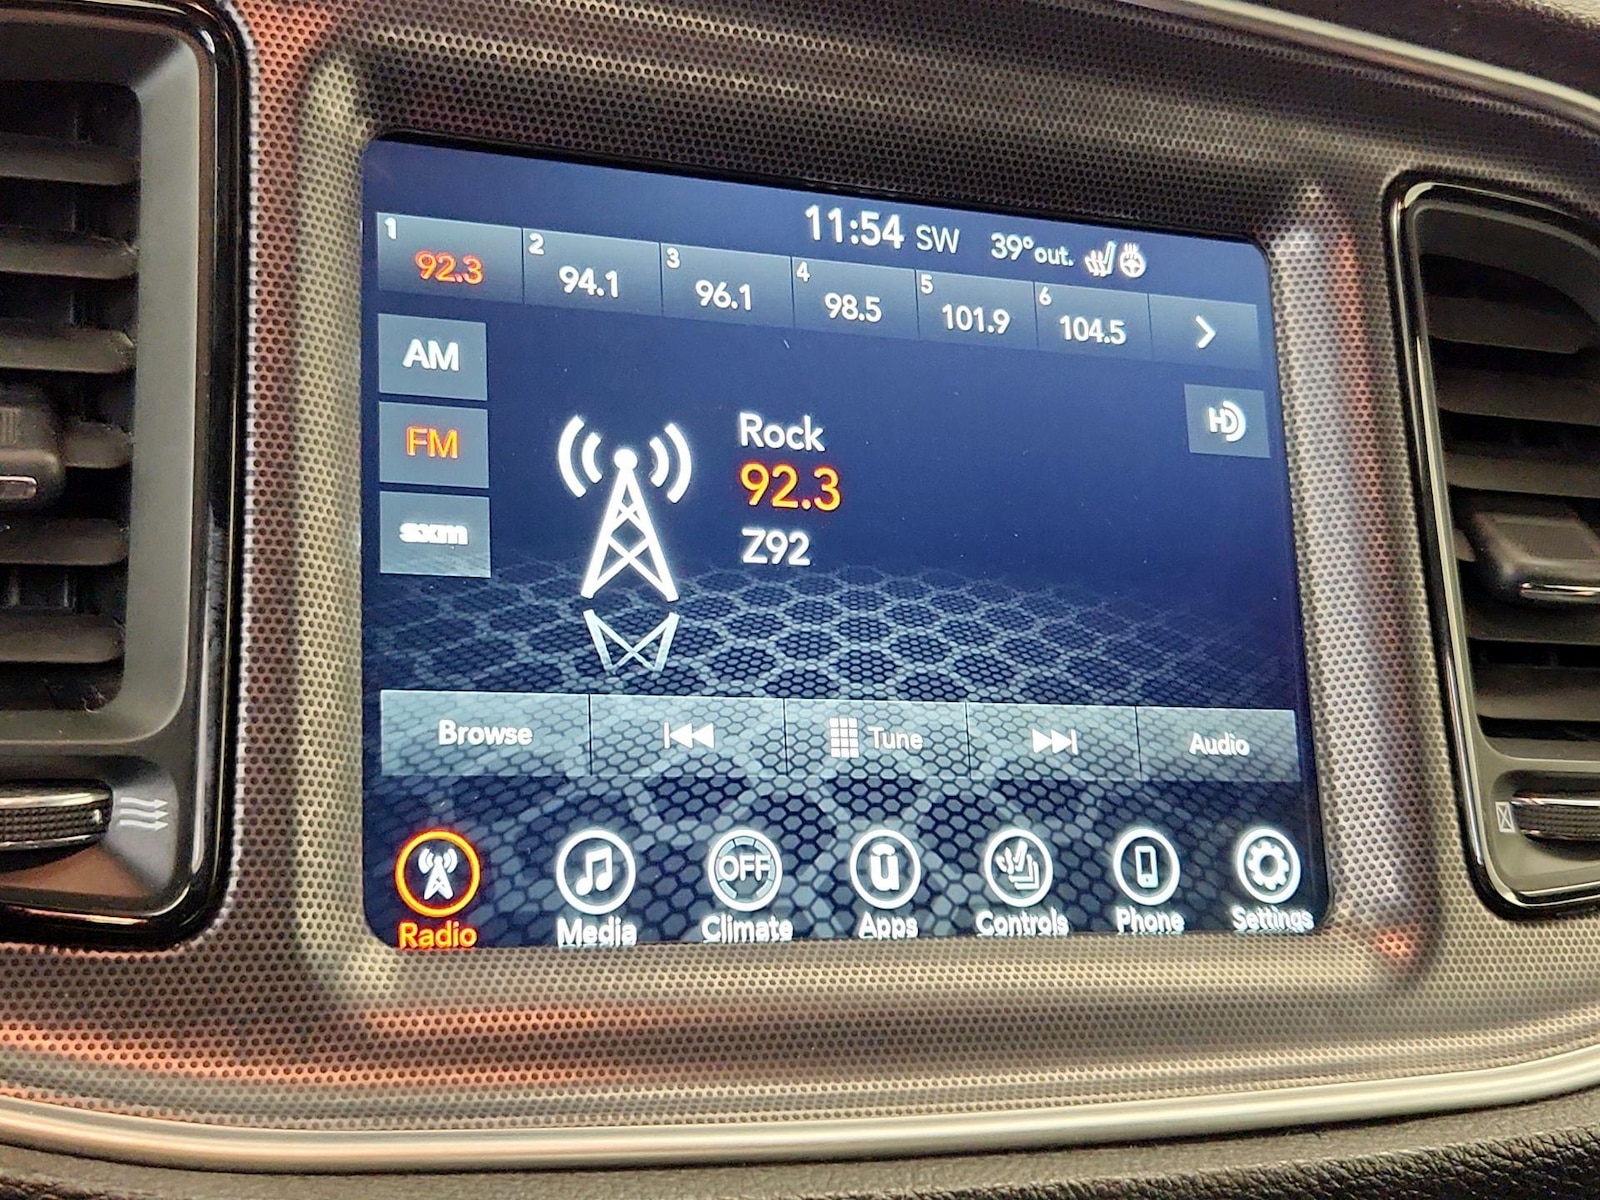 11:54 SW 39° out.
1 92.3 2 94.1 3 96.1 4 98.5 5 101.9 6 104.5
AM
FM
sxm
HD
Rock
92.3
Z92
Browse Tune Audio
OFF
Radio Media Climate Apps Controls Phone Settings